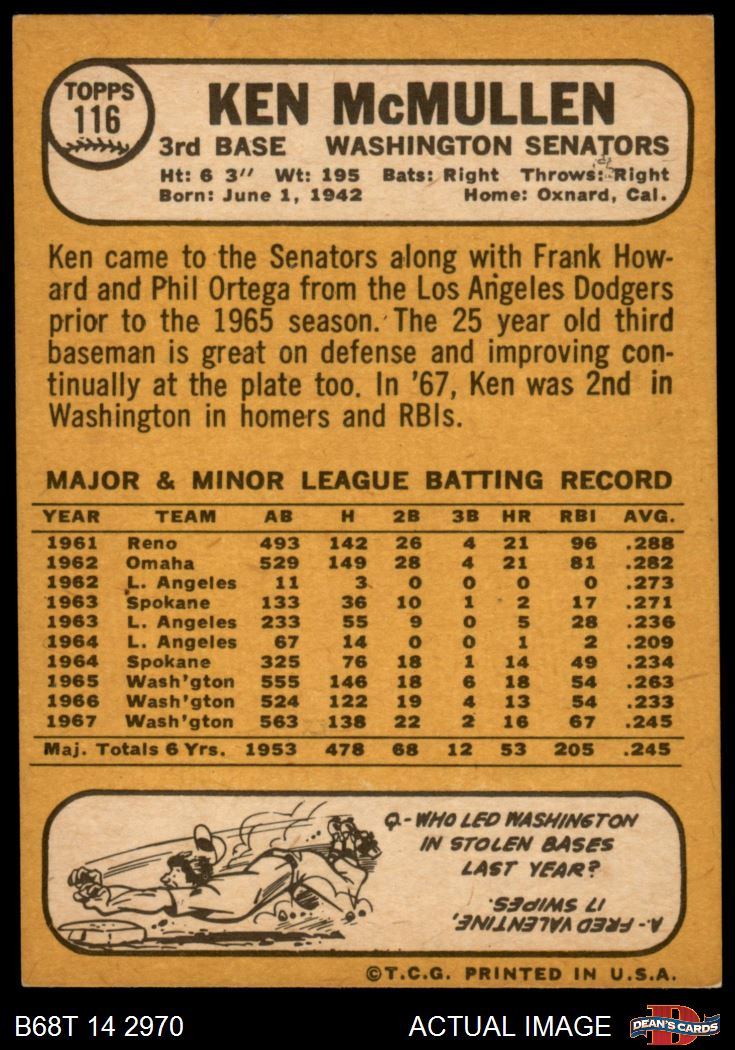 TOPPS
116
KEN McMULLEN
3rd BASE WASHINGTON SENATORS
Ht: 6 3" Wt: 195 Bats: Right Throws: Right
Born: June 1, 1942 Home: Oxnard, Cal.
Ken came to the Senators along with Frank How-
ard and Phil Ortega from the Los Angeles Dodgers
prior to the 1965 season. The 25 year old third
baseman is great on defense and improving con-
tinually at the plate too. In '67, Ken was 2nd in
Washington in homers and RBIs.
MAJOR & MINOR LEAGUE BATTING RECORD
YEAR TEAM AB H 2B 3B HR RBI AVG.
1961 Reno 493 142 26 4 21 96 .288
1962 Omaha 529 149 28 4 21 81 .282
1962 L. Angeles 11 3 0 0 0 0 .273
1963 Spokane 133 36 10 1 2 17 .271
1963 L. Angeles 233 55 9 0 5 28 .236
1964 L. Angeles 67 14 0 0 1 2 .209
1964 Spokane 325 76 18 1 14 49 .234
1965 Wash'gton 555 146 18 6 18 54 .263
1966 Wash'gton 524 122 19 4 13 54 .233
1967 Wash'gton 563 138 22 2 16 67 .245
Maj. Totals 6 Yrs. 1953 478 68 12 53 205 .245
Q.-WHO LED WASHINGTON
IN STOLEN BASES
LAST YEAR?
A.-FRED VALENTINE,
17 SWIPES.
©T.C.G. PRINTED IN U.S.A.
B68T 14 2970 ACTUAL IMAGE
D
DEAN'S CARDS